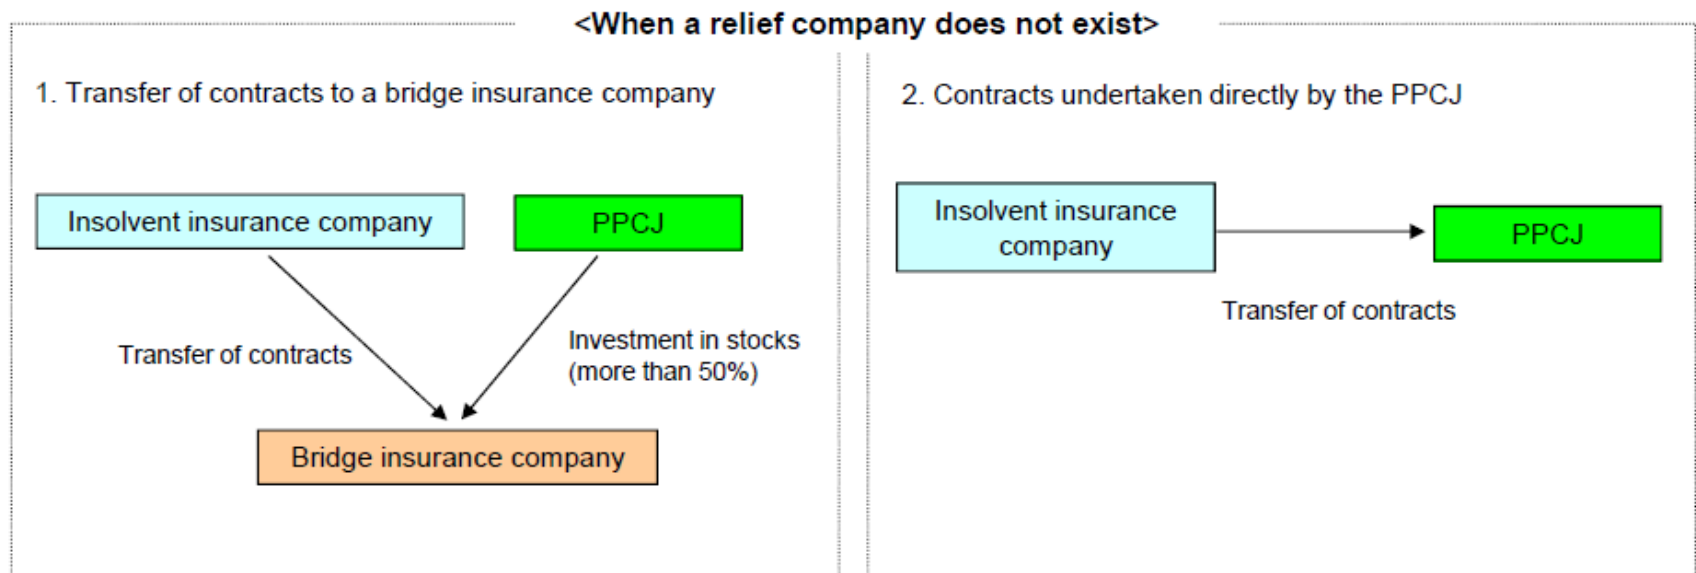 <When a relief company does not exist>
1. Transfer of contracts to a bridge insurance company
Insolvent insurance company
PPCJ
Transfer of contracts
Investment in stocks
(more than 50%)
Bridge insurance company
2. Contracts undertaken directly by the PPCJ
Insolvent insurance
company
PPCJ
Transfer of contracts